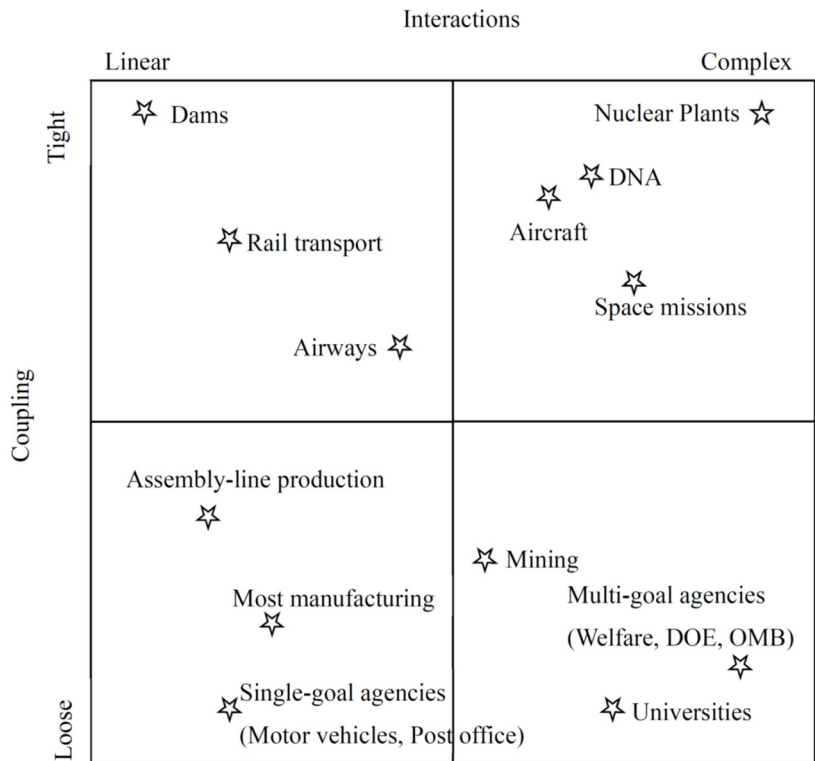 Interactions
Linear
Complex
Tight
Coupling
Loose
Dams
Nuclear Plants
DNA
Aircraft
Rail transport
Space missions
Airways
Assembly-line production
Mining
Most manufacturing
Multi-goal agencies
(Welfare, DOE, OMB)
Single-goal agencies
(Motor vehicles, Post office)
Universities